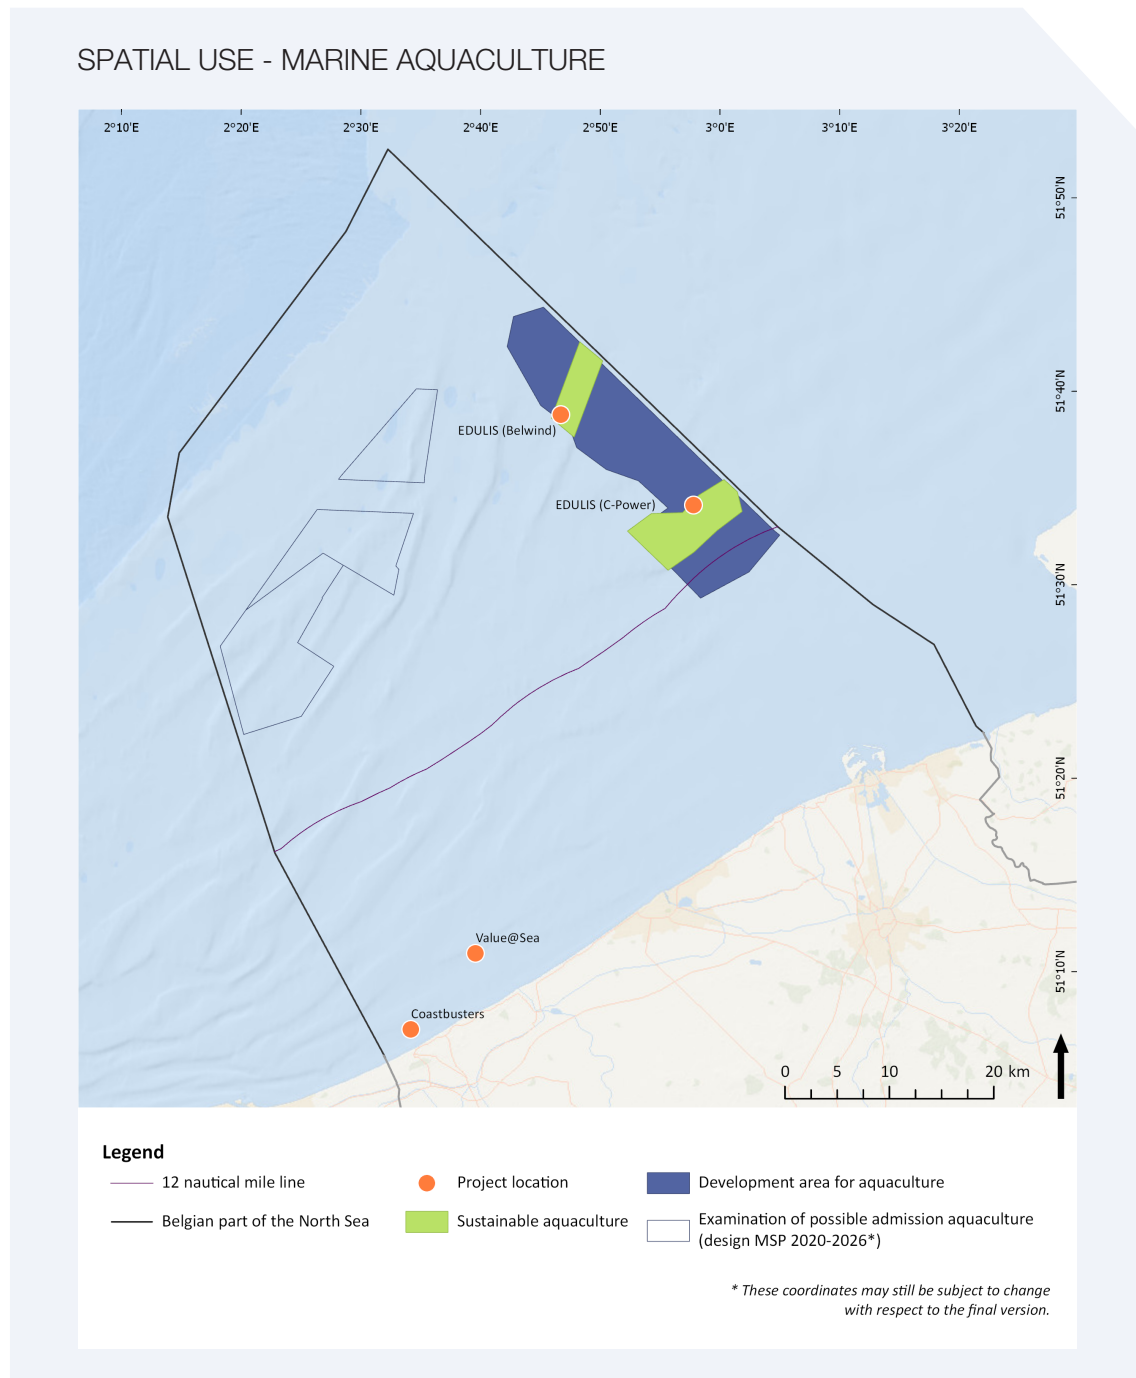 SPATIAL USE - MARINE AQUACULTURE
2°10'E 2°20'E 2°30'E 2°40'E 2°50'E 3°0'E 3°10'E 3°20'E
51°50'N
51°40'N
EDULIS (Belwind)
EDULIS (C-Power)
51°30'N
51°20'N
Value@Sea
51°10'N
Coastbusters
0 5 10 20 km
Legend
12 nautical mile line
Project location
Development area for aquaculture
Belgian part of the North Sea
Sustainable aquaculture
Examination of possible admission aquaculture
(design MSP 2020-2026*)
* These coordinates may still be subject to change
with respect to the final version.